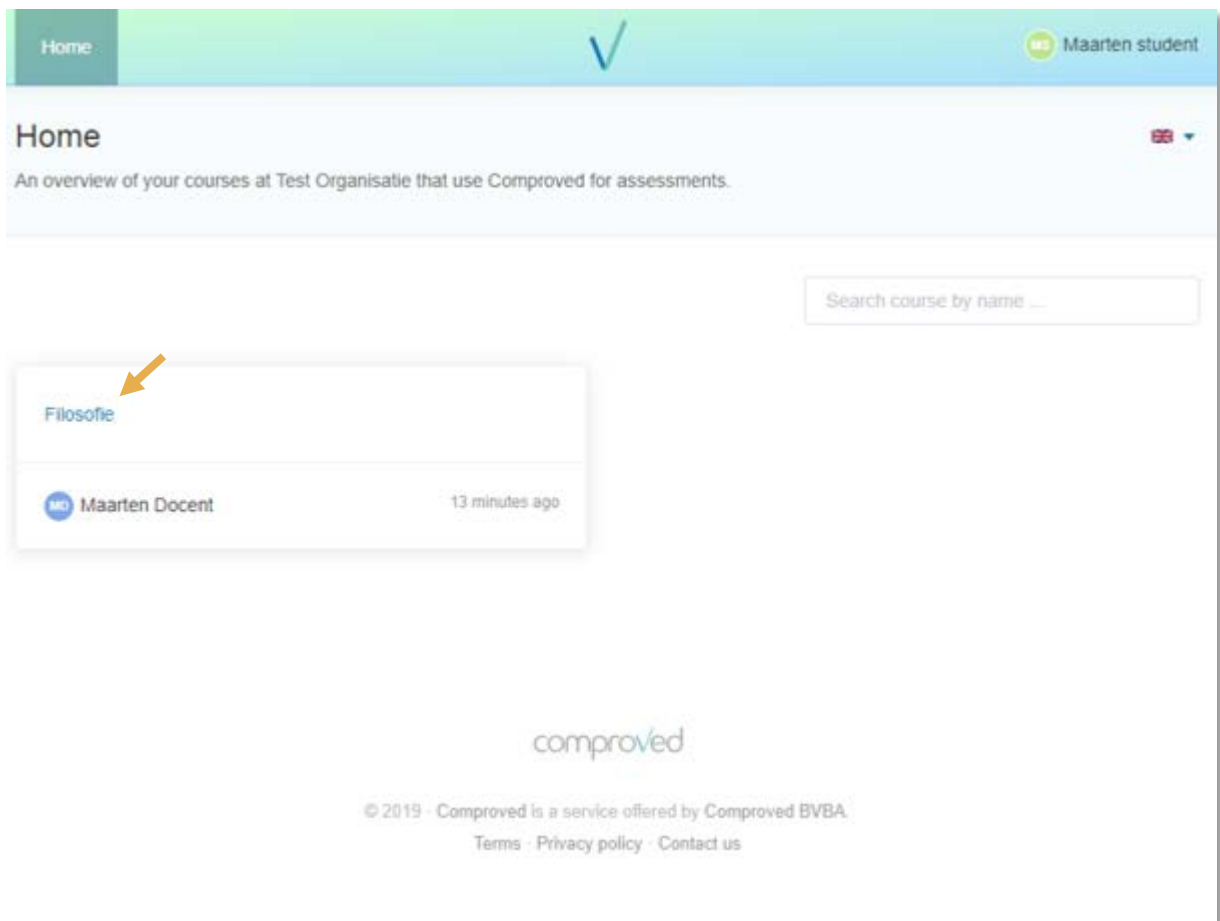 Home
MS Maarten student
Home
An overview of your courses at Test Organisatie that use Comproved for assessments.
Search course by name ...
Filosofie
MD Maarten Docent
13 minutes ago
comproved
© 2019 · Comproved is a service offered by Comproved BVBA
Terms · Privacy policy · Contact us